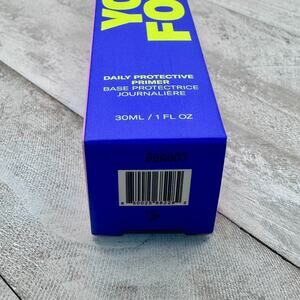 YO
FO
DAILY PROTECTIVE
PRIMER
BASE PROTECTRICE
JOURNALIÈRE
30ML / 1 FL OZ